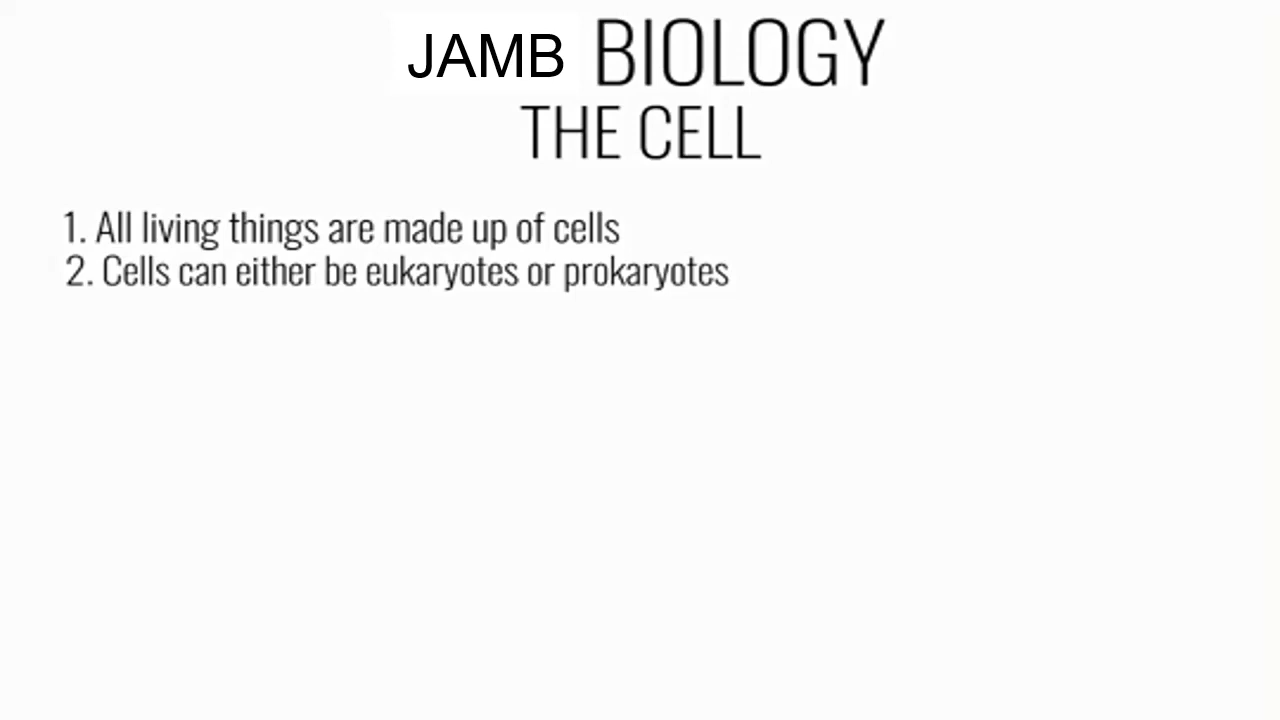 JAMB BIOLOGY
THE CELL
1. All living things are made up of cells
2. Cells can either be eukaryotes or prokaryotes